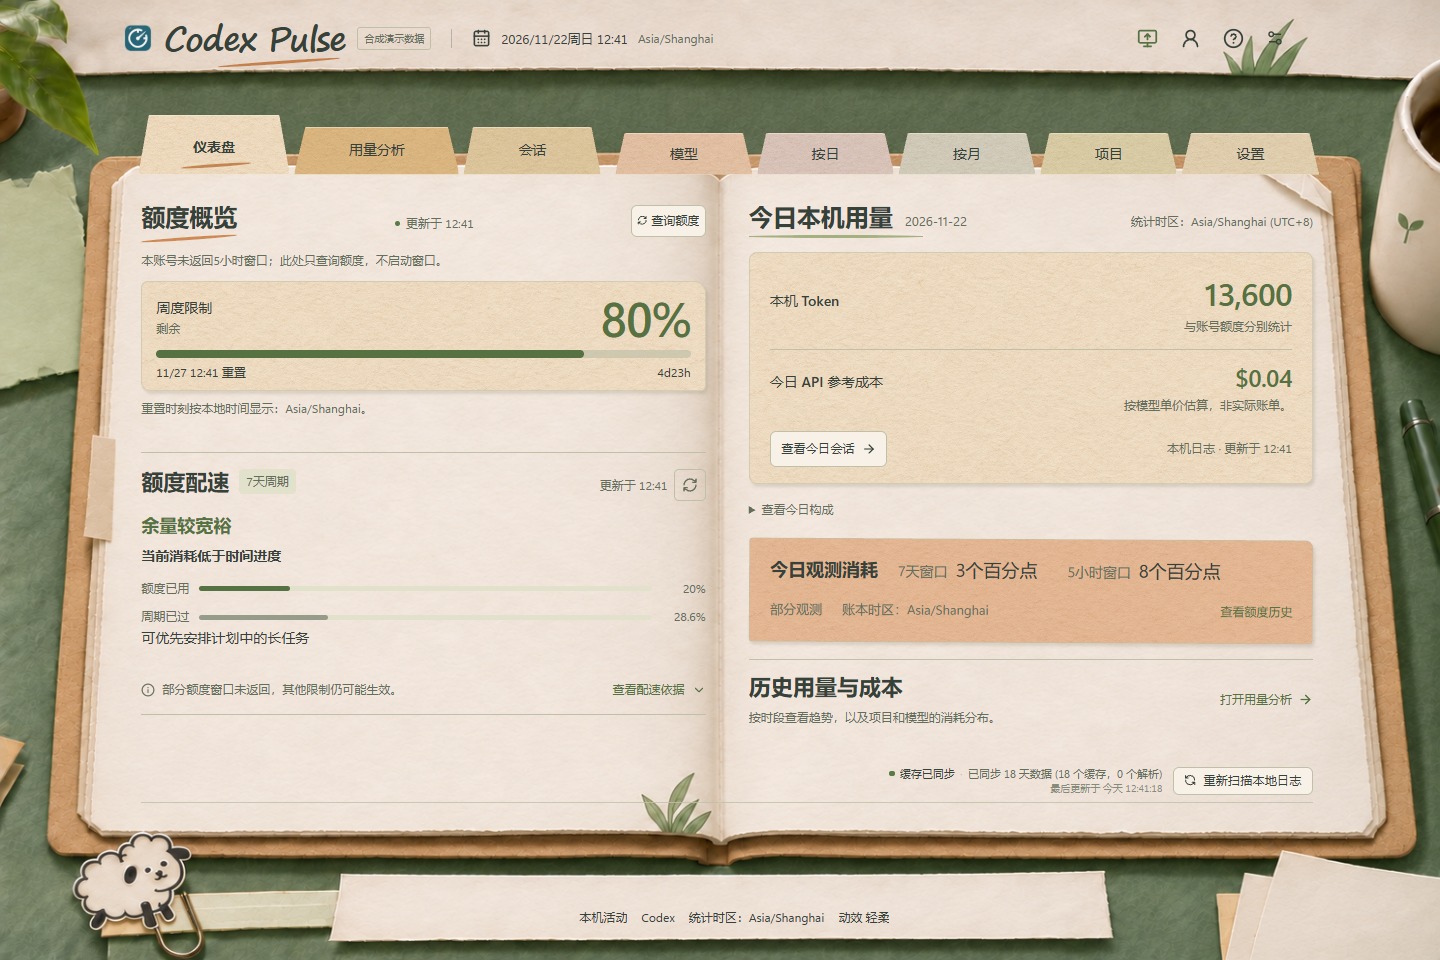 Codex Pulse 合成演示数据 2026/11/22周日 12:41 Asia/Shanghai
仪表盘 用量分析 会话 模型 按日 按月 项目 设置
额度概览 更新于 12:41 查询额度
本账号未返回5小时窗口；此处只查询额度，不启动窗口。
周度限制
剩余
80%
11/27 12:41 重置 4d23h
重置时刻按本地时间显示：Asia/Shanghai。
额度配速 7天周期 更新于 12:41
余量较宽裕
当前消耗低于时间进度
额度已用 20%
周期已过 28.6%
可优先安排计划中的长任务
部分额度窗口未返回，其他限制仍可能生效。 查看配速依据
今日本机用量 2026-11-22 统计时区：Asia/Shanghai (UTC+8)
本机 Token 13,600
与账号额度分别统计
今日 API 参考成本 $0.04
按模型单价估算，非实际账单。
查看今日会话 → 本机日志 · 更新于 12:41
查看今日构成
今日观测消耗 7天窗口 3个百分点 5小时窗口 8个百分点
部分观测 账本时区：Asia/Shanghai 查看额度历史
历史用量与成本
打开用量分析 →
按时段查看趋势，以及项目和模型的消耗分布。
缓存已同步 · 已同步 18 天数据 (18 个缓存，0 个解析)
最后更新于 今天 12:41:18
重新扫描本地日志
本机活动 Codex 统计时区：Asia/Shanghai 动效 轻柔